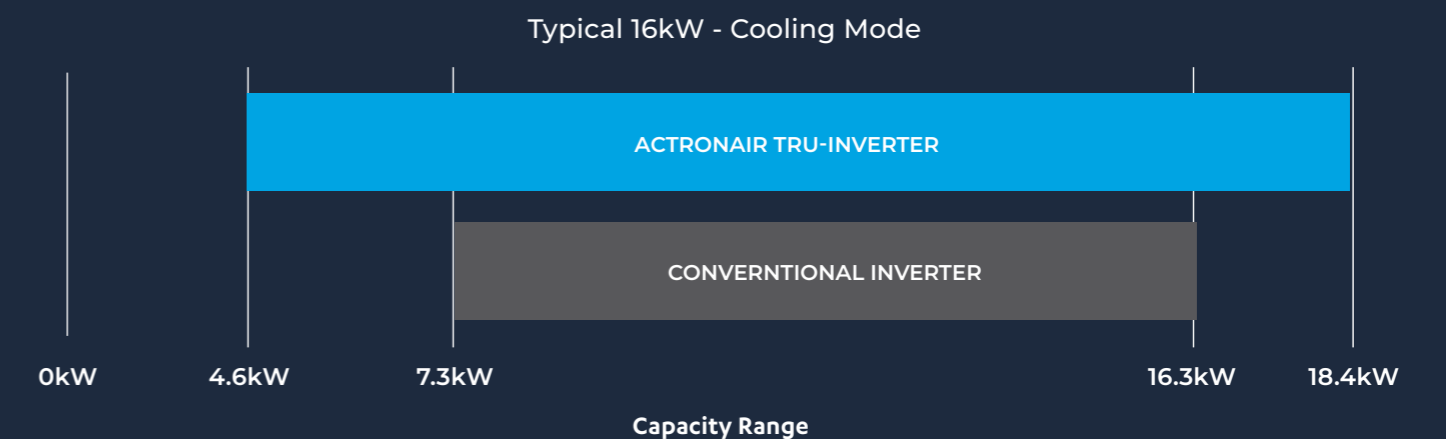 Typical 16kW - Cooling Mode
ACTRONAIR TRU-INVERTER
CONVERNTIONAL INVERTER
0kW 4.6kW 7.3kW 16.3kW 18.4kW
Capacity Range